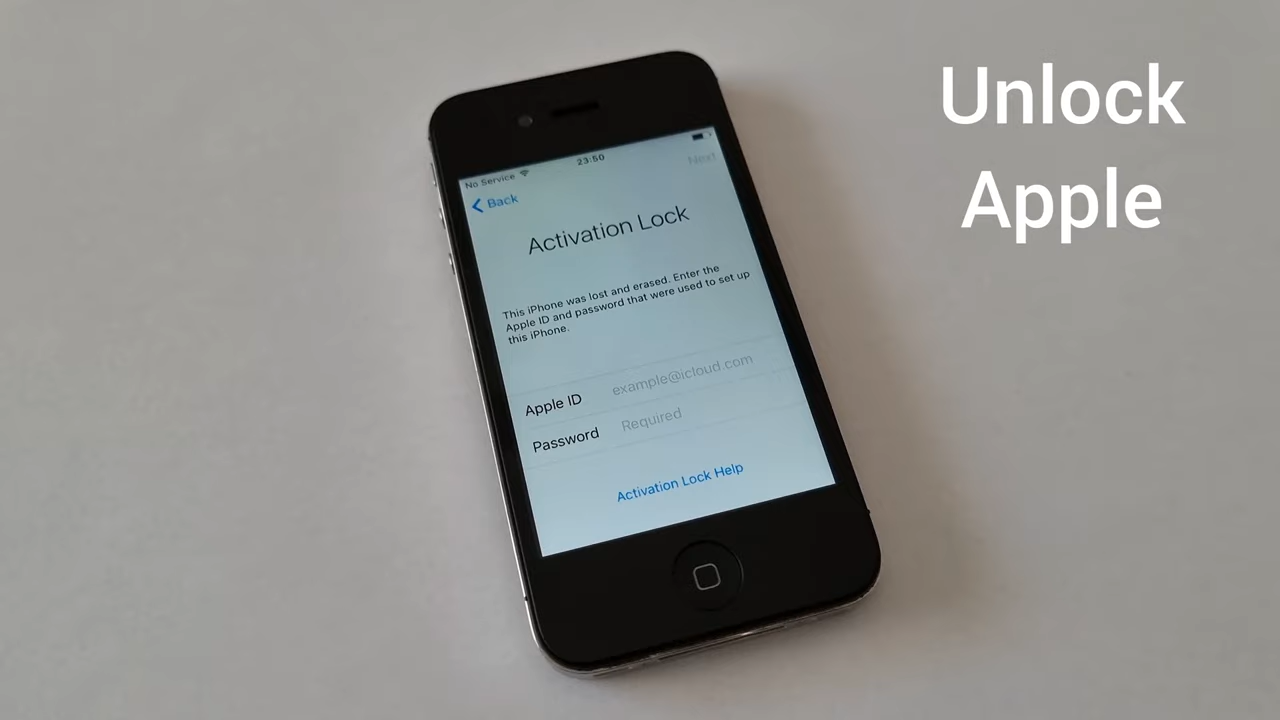 Unlock
Apple
No Service
23:50
Back
Next
Activation Lock
This iPhone was lost and erased. Enter the
Apple ID and password that were used to set up
this iPhone.
Apple ID example@icloud.com
Password Required
Activation Lock Help